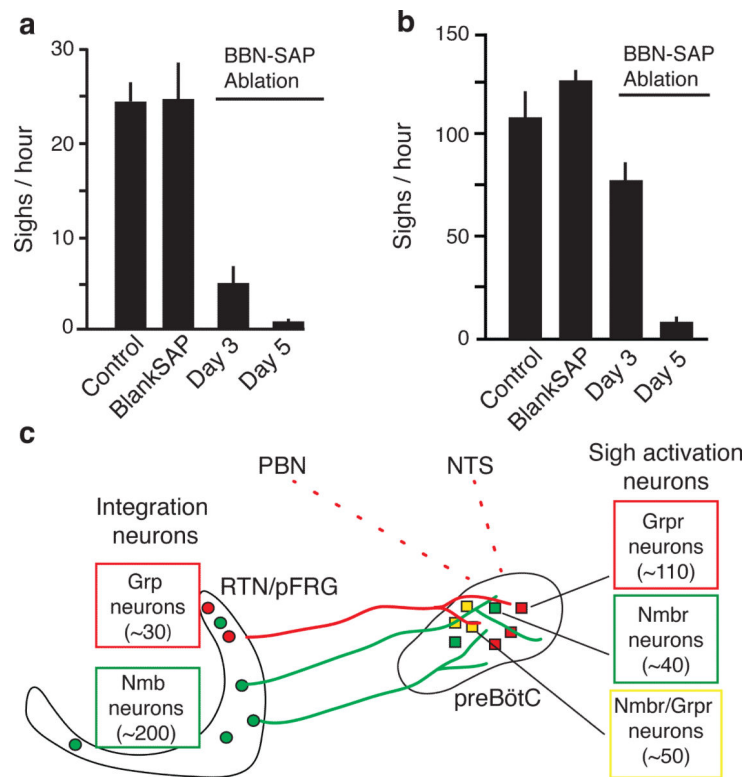 a
30
20
10
0
Sighs / hour
BBN-SAP
Ablation
Control
BlankSAP
Day 3
Day 5
b
150
100
50
0
Sighs / hour
BBN-SAP
Ablation
Control
BlankSAP
Day 3
Day 5
c
PBN
NTS
Integration
neurons
Grp
neurons
(~30)
Nmb
neurons
(~200)
RTN/pFRG
preBötC
Sigh activation
neurons
Grpr
neurons
(~110)
Nmbr
neurons
(~40)
Nmbr/Grpr
neurons
(~50)